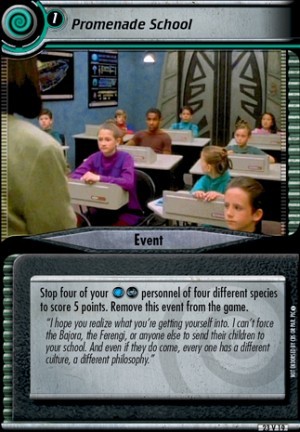 1
Promenade School
Event
Stop four of your personnel of four different species
to score 5 points. Remove this event from the game.
"I hope you realize what you're getting yourself into. I can't force
the Bajora, the Ferengi, or anyone else to send their children to
your school. And even if they do come, every one has a different
culture, a different philosophy."
23 V 19